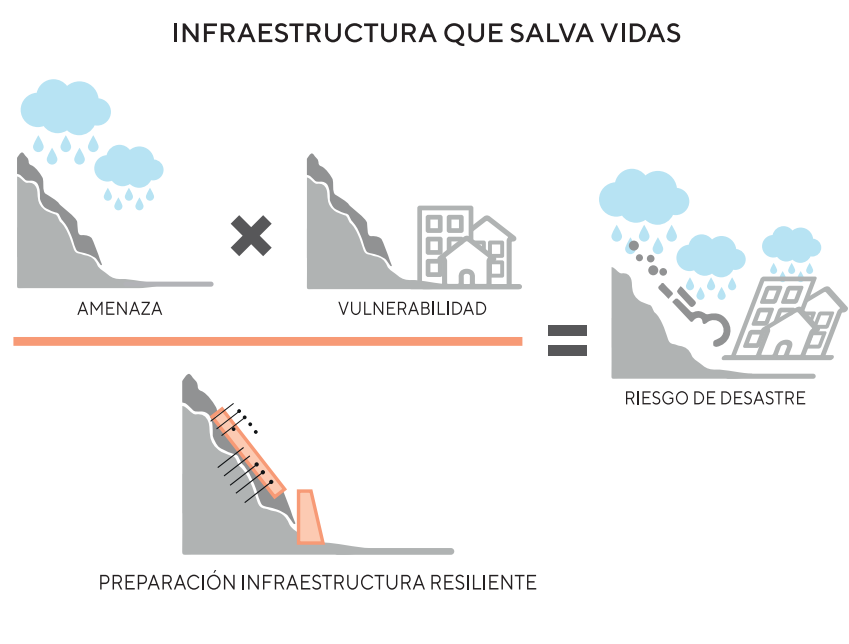 INFRAESTRUCTURA QUE SALVA VIDAS
AMENAZA
VULNERABILIDAD
RIESGO DE DESASTRE
PREPARACIÓN INFRAESTRUCTURA RESILIENTE